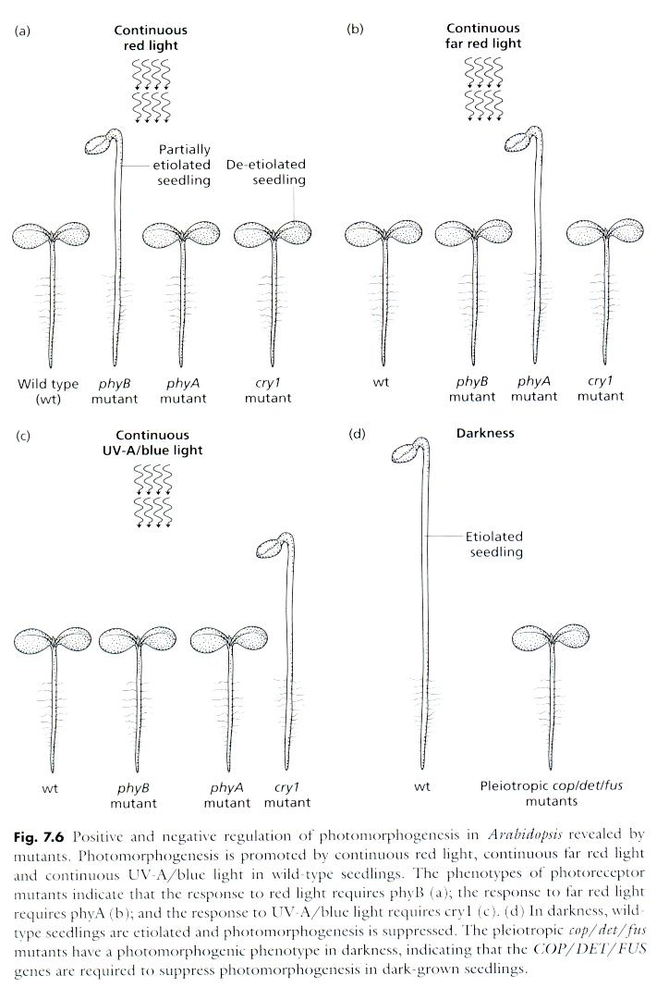 (a)
Continuous
red light
Partially
etiolated
seedling
De-etiolated
seedling
Wild type
(wt)
phyB
mutant
phyA
mutant
cry1
mutant
(b)
Continuous
far red light
wt
phyB
mutant
phyA
mutant
cry1
mutant
(c)
Continuous
UV-A/blue light
wt
phyB
mutant
phyA
mutant
cry1
mutant
(d)
Darkness
Etiolated
seedling
wt
Pleiotropic cop/det/fus
mutants
Fig. 7.6 Positive and negative regulation of photomorphogenesis in Arabidopsis revealed by
mutants. Photomorphogenesis is promoted by continuous red light, continuous far red light
and continuous UV-A/blue light in wild-type seedlings. The phenotypes of photoreceptor
mutants indicate that the response to red light requires phyB (a); the response to far red light
requires phyA (b); and the response to UV-A/blue light requires cry1 (c). (d) In darkness, wild-
type seedlings are etiolated and photomorphogenesis is suppressed. The pleiotropic cop/det/fus
mutants have a photomorphogenic phenotype in darkness, indicating that the COP/DET/FUS
genes are required to suppress photomorphogenesis in dark-grown seedlings.